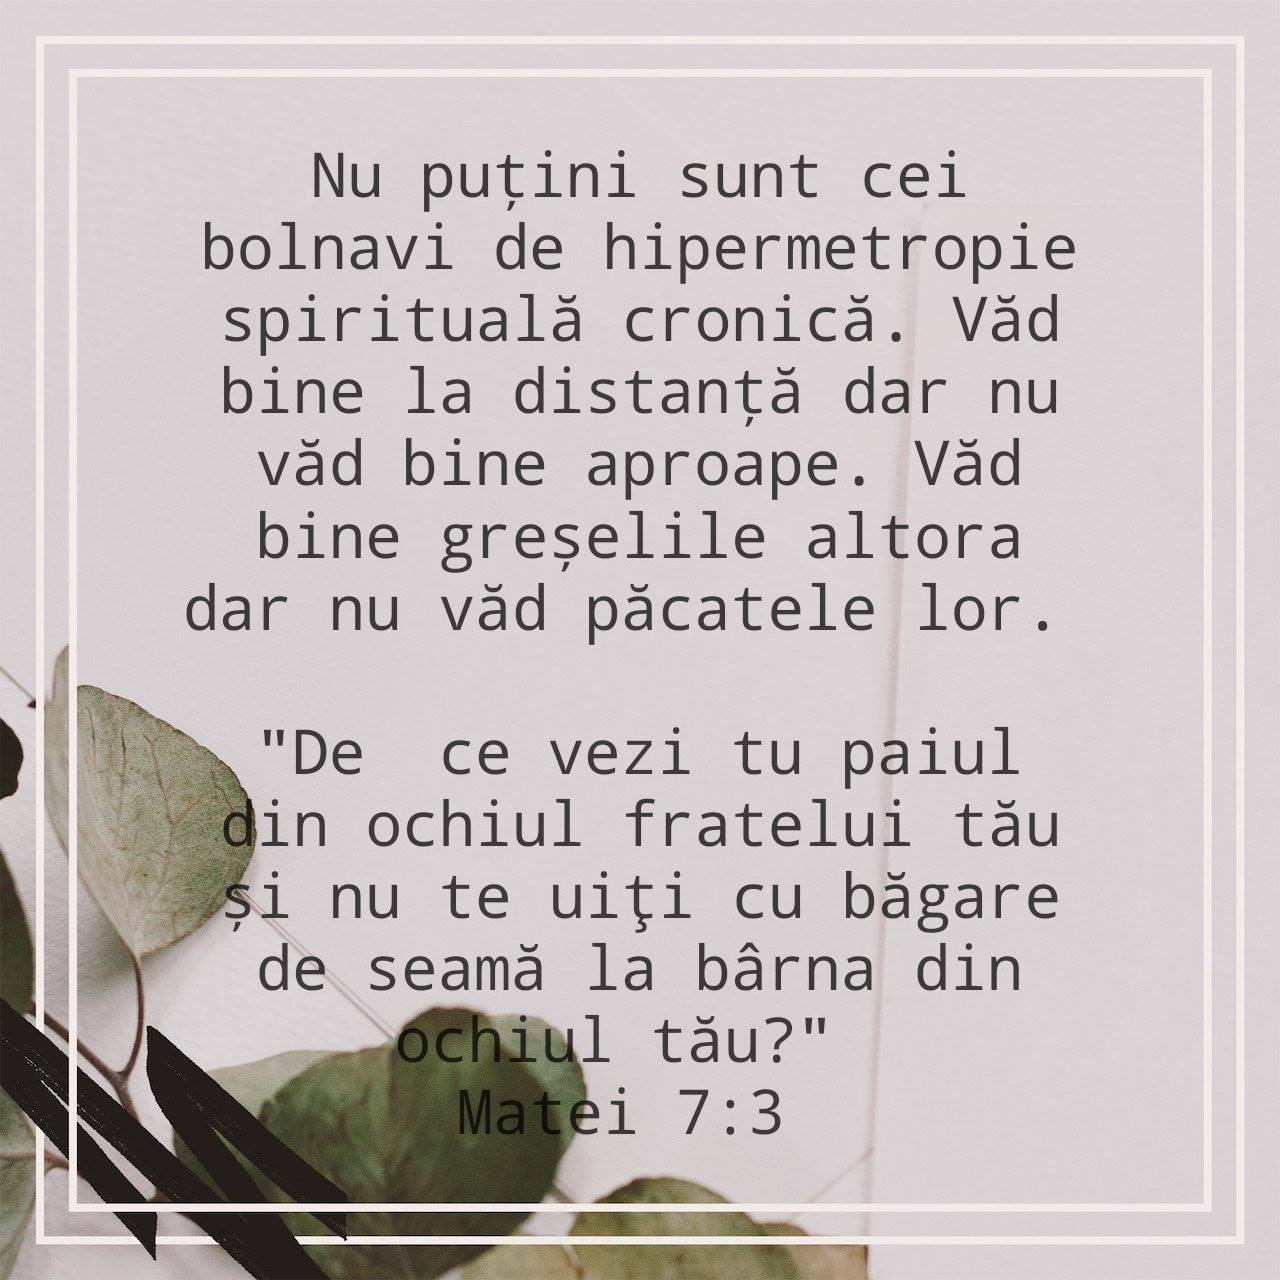 Nu puțini sunt cei
bolnavi de hipermetropie
spirituală cronică. Văd
bine la distanță dar nu
văd bine aproape. Văd
bine greșelile altora
dar nu văd păcatele lor.
"De  ce vezi tu paiul
din ochiul fratelui tău
și nu te uiţi cu băgare
de seamă la bârna din
ochiul tău?"
Matei 7:3